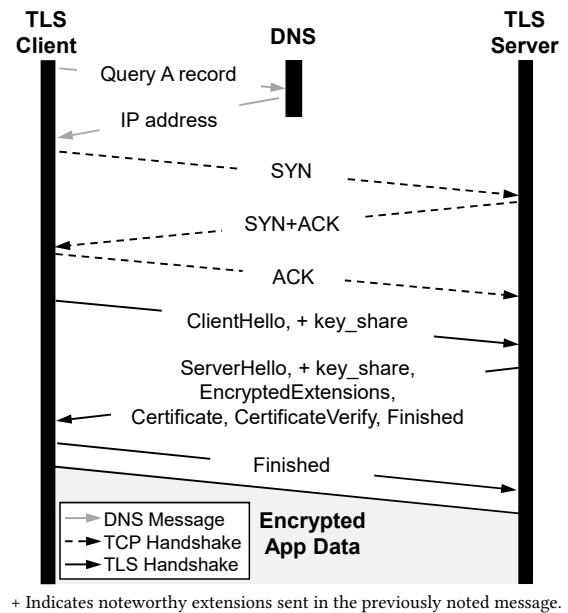 TLS
Client
DNS
TLS
Server
Query A record
IP address
SYN
SYN+ACK
ACK
ClientHello, + key_share
ServerHello, + key_share,
EncryptedExtensions,
Certificate, CertificateVerify, Finished
Finished
DNS Message
TCP Handshake
TLS Handshake
Encrypted
App Data
+ Indicates noteworthy extensions sent in the previously noted message.